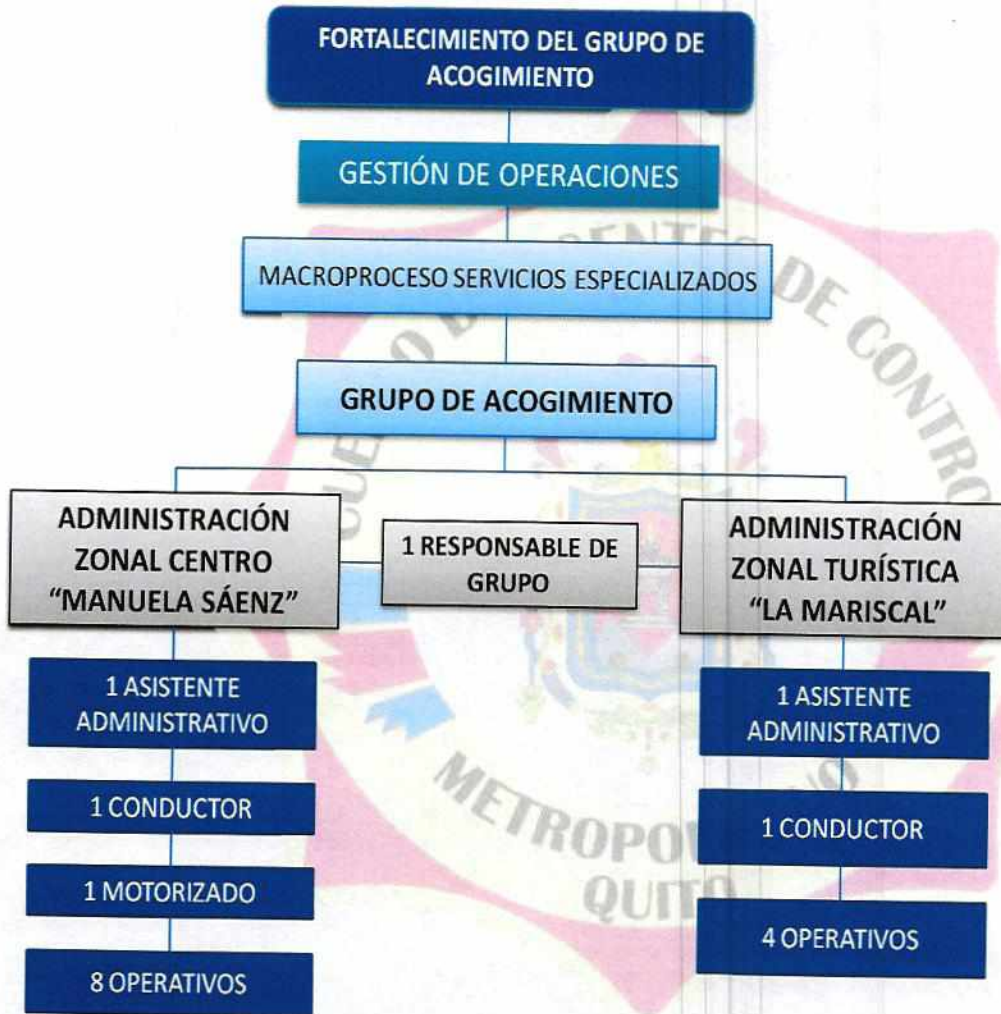 FORTALECIMIENTO DEL GRUPO DE
ACOGIMIENTO
GESTIÓN DE OPERACIONES
MACROPROCESO SERVICIOS ESPECIALIZADOS
GRUPO DE ACOGIMIENTO
ADMINISTRACIÓN
ZONAL CENTRO
“MANUELA SÁENZ”
1 RESPONSABLE DE
GRUPO
ADMINISTRACIÓN
ZONAL TURÍSTICA
“LA MARISCAL”
1 ASISTENTE
ADMINISTRATIVO
1 CONDUCTOR
1 MOTORIZADO
8 OPERATIVOS
1 ASISTENTE
ADMINISTRATIVO
1 CONDUCTOR
4 OPERATIVOS
DE CONTRO
QUITO